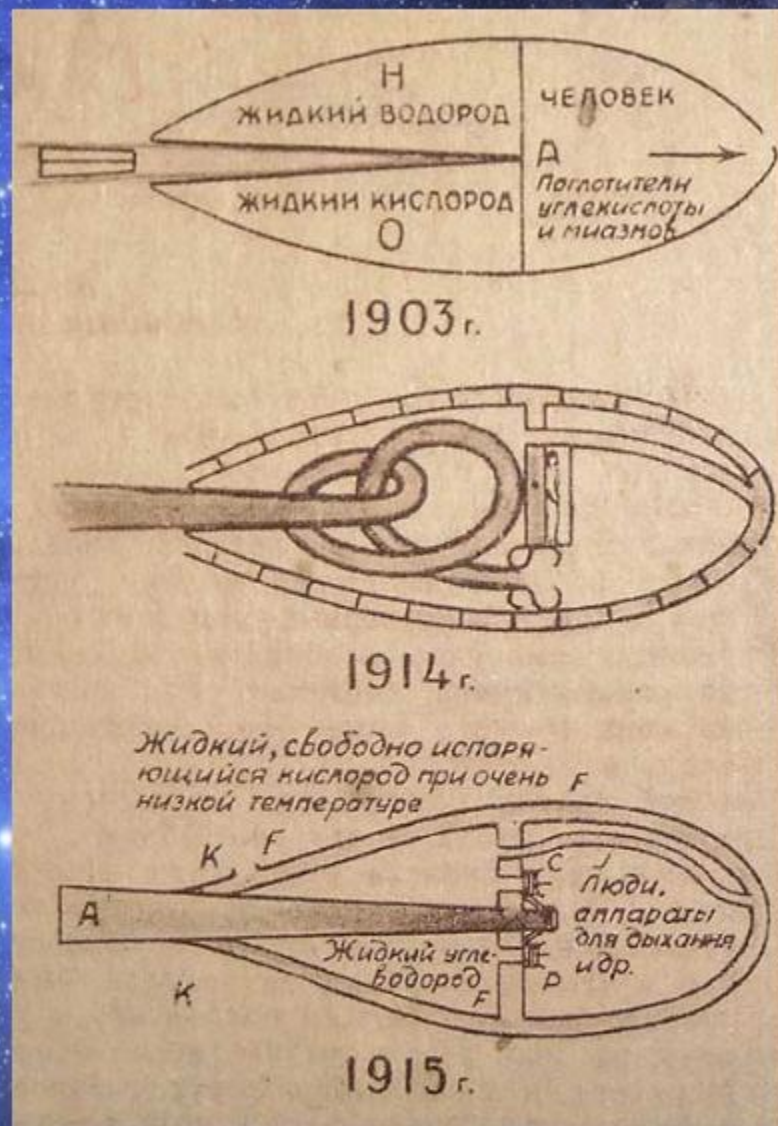 Н
ЖИДКИЙ ВОДОРОД
ЧЕЛОВЕК
А
ЖИДКИЙ КИСЛОРОД
О
Поглотители
углекислоты
и миазмов
1903 г.
1914 г.
Жидкий, свободно испаря-
ющийся кислород при очень
низкой температуре
F
K
F
C
J
A
Люди,
аппараты
для дыхания
и др.
Жидкий угле-
водород
F
D
K
1915 г.